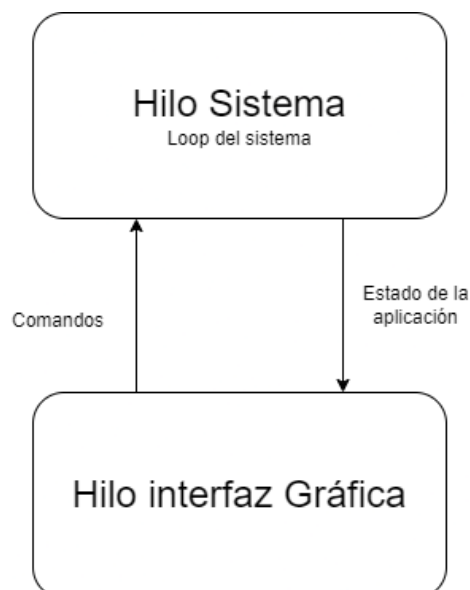 Hilo Sistema
Loop del sistema
Comandos
Estado de la
aplicación
Hilo interfaz Gráfica